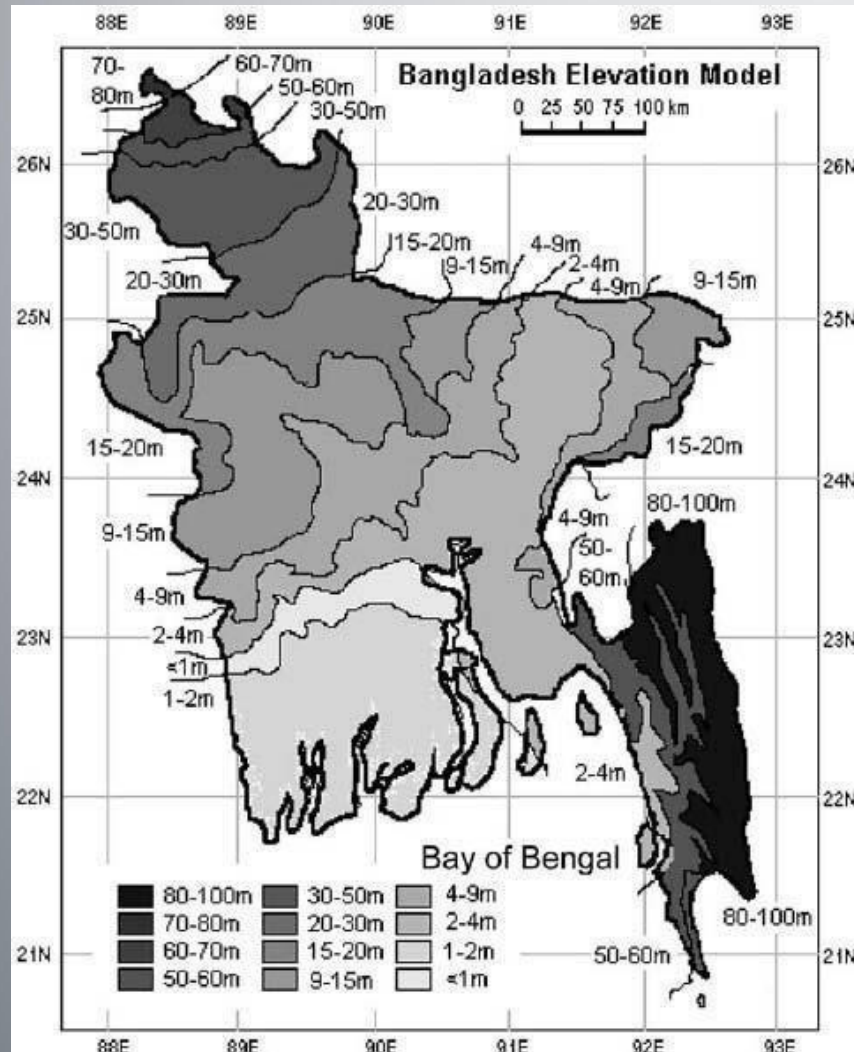 88E 89E 90E 91E 92E 93E
Bangladesh Elevation Model
0 25 50 75 100 km
70-
80m
60-70m
50-60m
30-50m
26N 26N
20-30m
30-50m
15-20m
4-9m
9-15m
2-4m
4-9m
9-15m
20-30m
25N 25N
15-20m
15-20m
24N 24N
80-100m
9-15m
4-9m
50-
60m
4-9m
2-4m
23N 23N
<1m
1-2m
2-4m
22N 22N
Bay of Bengal
80-100m 30-50m 4-9m
70-80m 20-30m 2-4m
60-70m 15-20m 1-2m
50-60m 9-15m <1m
80-100m
50-60m
21N 21N
88E 89E 90E 91E 92E 93E